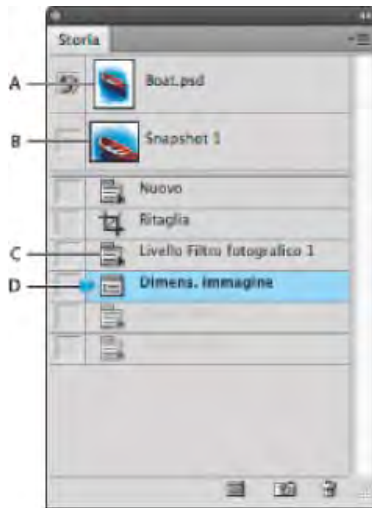 Storia
A
Boat.psd
B
Snapshot 1
Nuovo
Ritaglia
C
Livello Filtro fotografico 1
D
Dimens. immagine